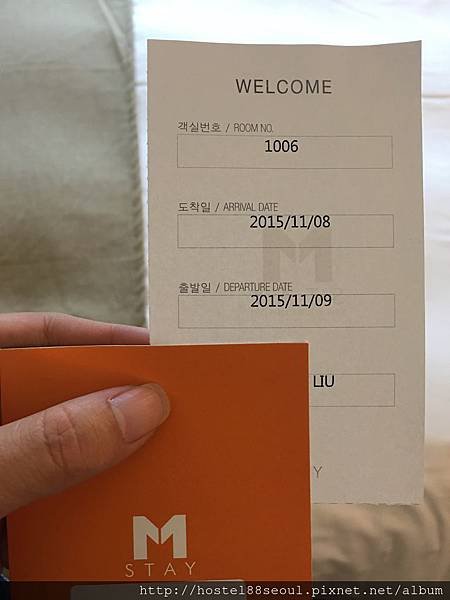 WELCOME
객실번호 / ROOM NO.
1006
도착일 / ARRIVAL DATE
2015/11/08
M
출발일 / DEPARTURE DATE
2015/11/09
LIU
Y
M
STAY
http://hostel88seoul.pixnet.net/album